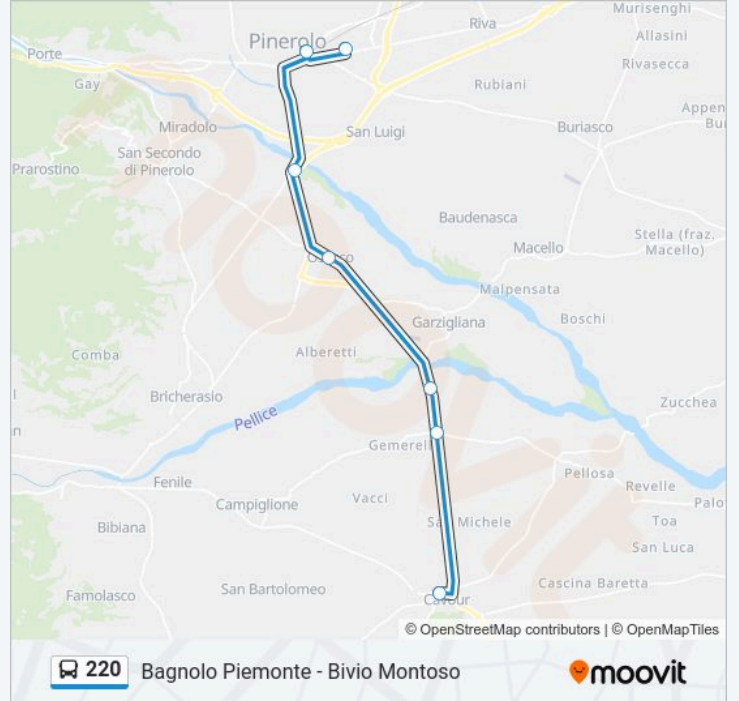 Murisenghi
Pinerolo
Riva
Allasini
Porte
Rivasecca
Gay
Rubiani
Appen
Miradolo
San Luigi
Buriasco
Bu
San Secondo
di Pinerolo
Prarostino
Baudenasca
Stella (fraz.
Macello)
Macello
Malpensata
Garzigliana
Boschi
Alberetti
Comba
Bricherasio
Zucchea
Pellice
Pellosa
Fenile
Vacci
Revelle
Campiglione
Palo
Bibiana
Toa
San Luca
San Bartolomeo
Cascina Baretta
Famolasco
Cavour
© OpenStreetMap contributors | © OpenMapTiles
220 Bagnolo Piemonte - Bivio Montoso
moovit